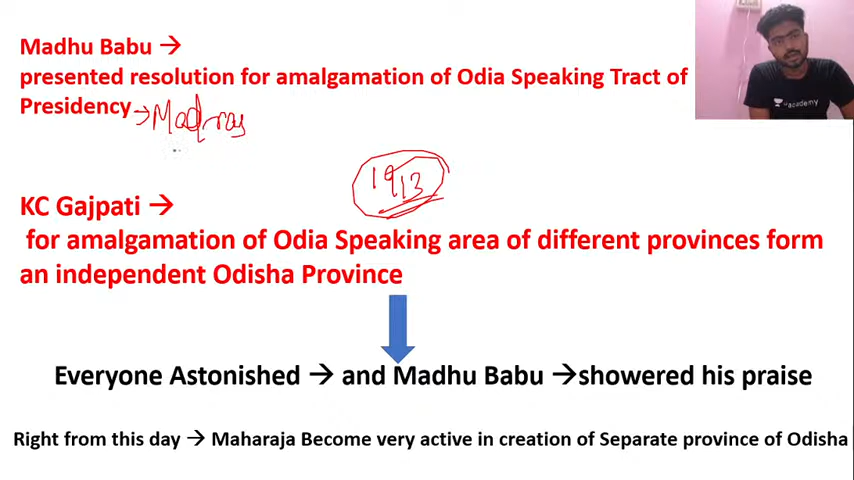 Madhu Babu →
presented resolution for amalgamation of Odia Speaking Tract of
Presidency → Madras
1913
KC Gajpati →
for amalgamation of Odia Speaking area of different provinces form
an independent Odisha Province
Everyone Astonished → and Madhu Babu → showered his praise
Right from this day → Maharaja Become very active in creation of Separate province of Odisha
unacademy